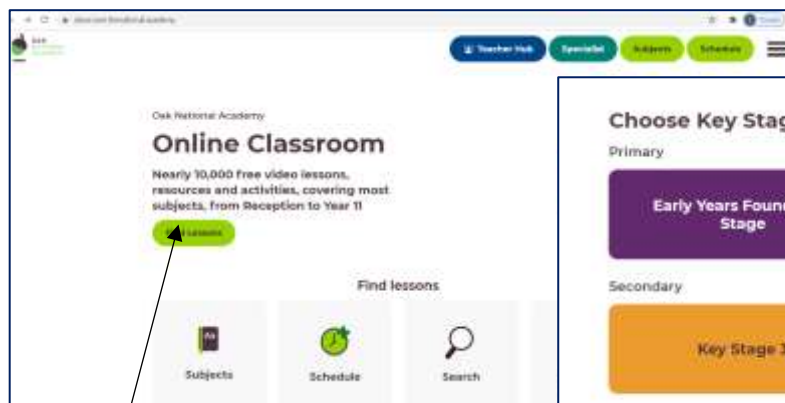 Teacher Hub
Specialist
Subjects
Schedule
Oak National Academy
Online Classroom
Nearly 10,000 free video lessons,
resources and activities, covering most
subjects, from Reception to Year 11
Lessons
Find lessons
Subjects
Schedule
Search
Choose Key Stag
Primary
Early Years Foun
Stage
Secondary
Key Stage 3